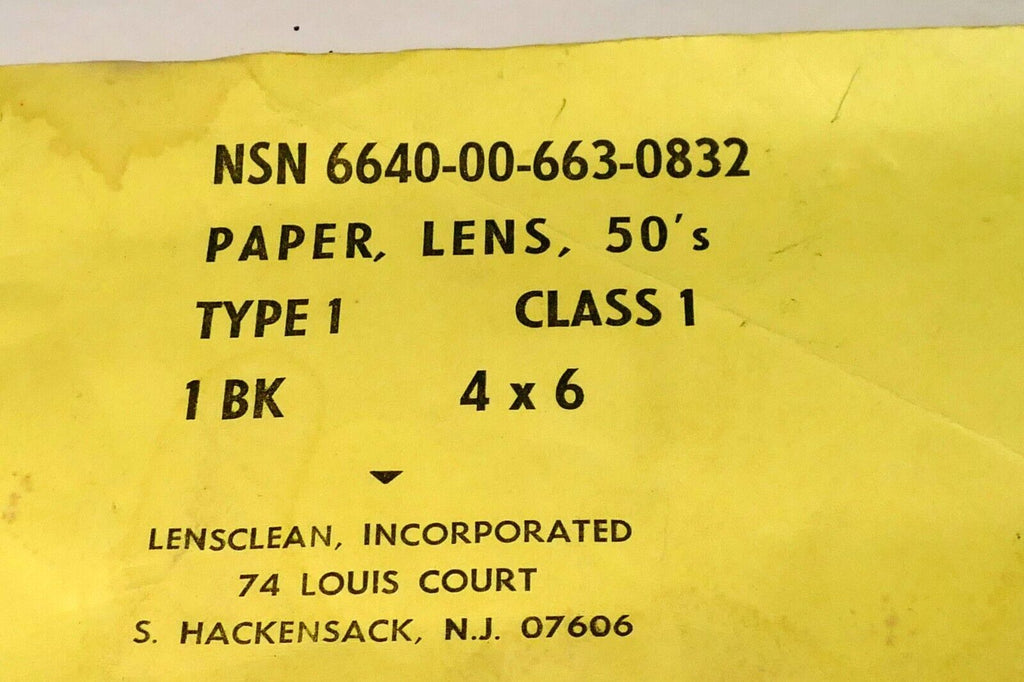 NSN 6640-00-663-0832
PAPER, LENS, 50's
TYPE 1 CLASS 1
1 BK 4 x 6
LENSCLEAN, INCORPORATED
74 LOUIS COURT
S. HACKENSACK, N.J. 07606